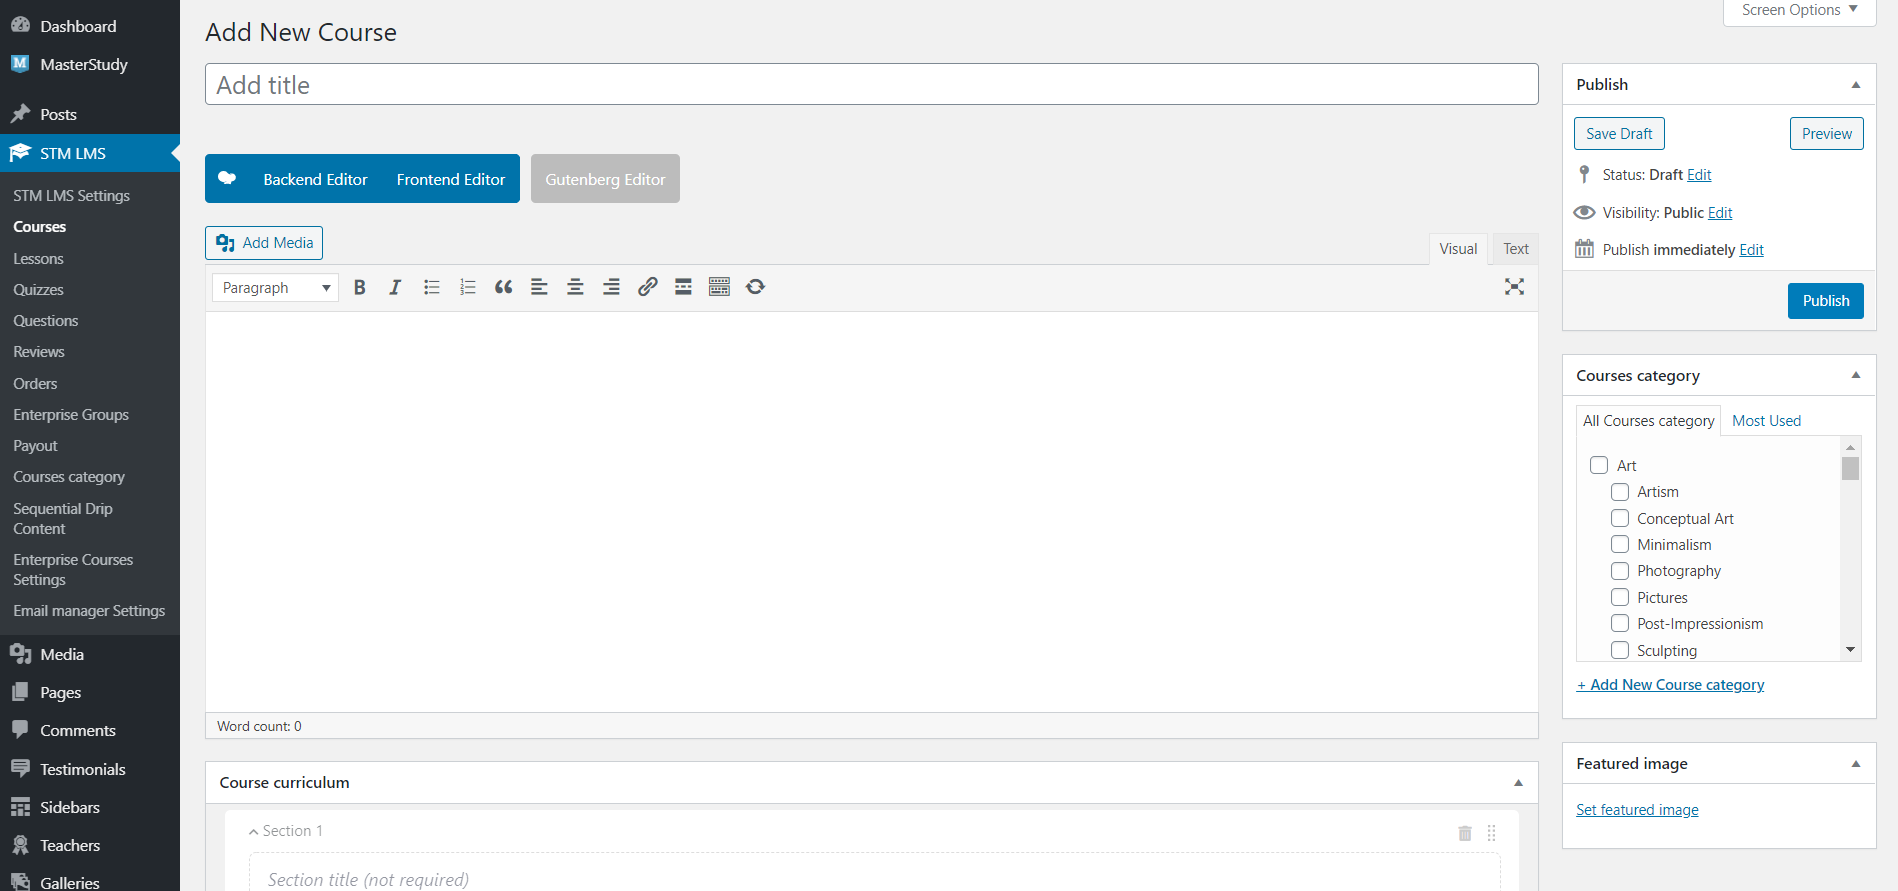 Dashboard
MasterStudy
Posts
STM LMS
STM LMS Settings
Courses
Lessons
Quizzes
Questions
Reviews
Orders
Enterprise Groups
Payout
Courses category
Sequential Drip
Content
Enterprise Courses
Settings
Email manager Settings
Media
Pages
Comments
Testimonials
Sidebars
Teachers
Galleries
Screen Options
Add New Course
Add title
Backend Editor Frontend Editor Gutenberg Editor
Add Media
Visual Text
Paragraph
Word count: 0
Course curriculum
Section 1
Section title (not required)
Publish
Save Draft Preview
Status: Draft Edit
Visibility: Public Edit
Publish immediately Edit
Publish
Courses category
All Courses category Most Used
Art
Artism
Conceptual Art
Minimalism
Photography
Pictures
Post-Impressionism
Sculpting
+ Add New Course category
Featured image
Set featured image